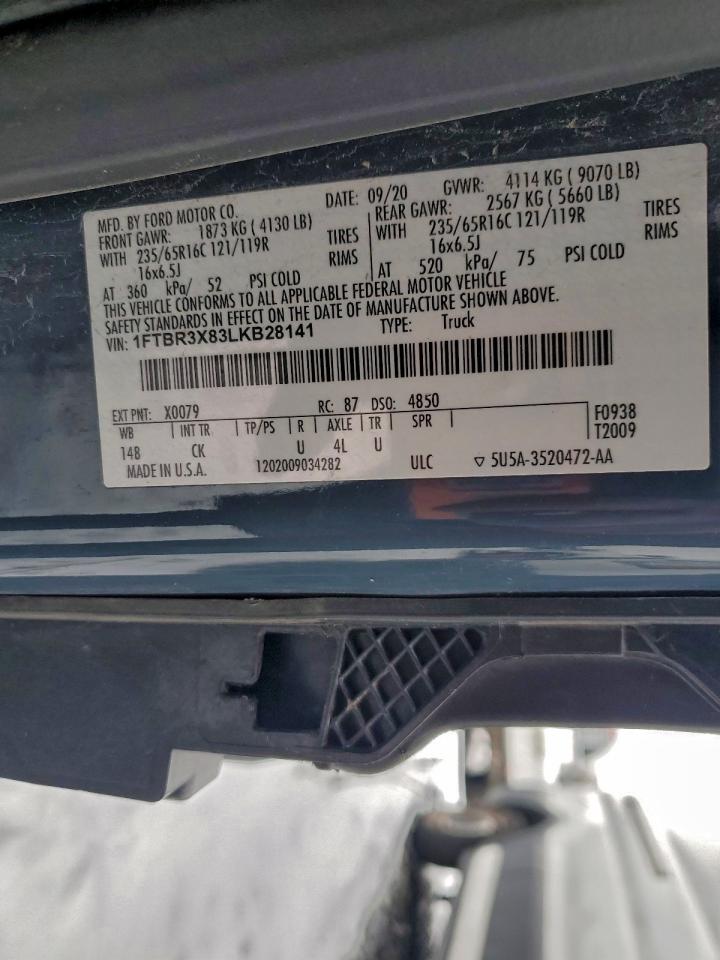 MFD. BY FORD MOTOR CO. DATE: 09/20 GVWR: 4114 KG ( 9070 LB)
FRONT GAWR: 1873 KG ( 4130 LB) REAR GAWR: 2567 KG ( 5660 LB)
WITH 235/65R16C 121/119R TIRES WITH 235/65R16C 121/119R TIRES
16x6.5J RIMS 16x6.5J RIMS
AT 360 kPa/ 52 PSI COLD AT 520 kPa/ 75 PSI COLD
THIS VEHICLE CONFORMS TO ALL APPLICABLE FEDERAL MOTOR VEHICLE
SAFETY STANDARDS IN EFFECT ON THE DATE OF MANUFACTURE SHOWN ABOVE.
VIN: 1FTBR3X83LKB28141 TYPE: Truck
EXT PNT: X0079 RC: 87 DSO: 4850
WB INT TR TP/PS R AXLE TR SPR F0938
148 CK U 4L U T2009
MADE IN U.S.A. 1202009034282 ULC ▽ 5U5A-3520472-AA